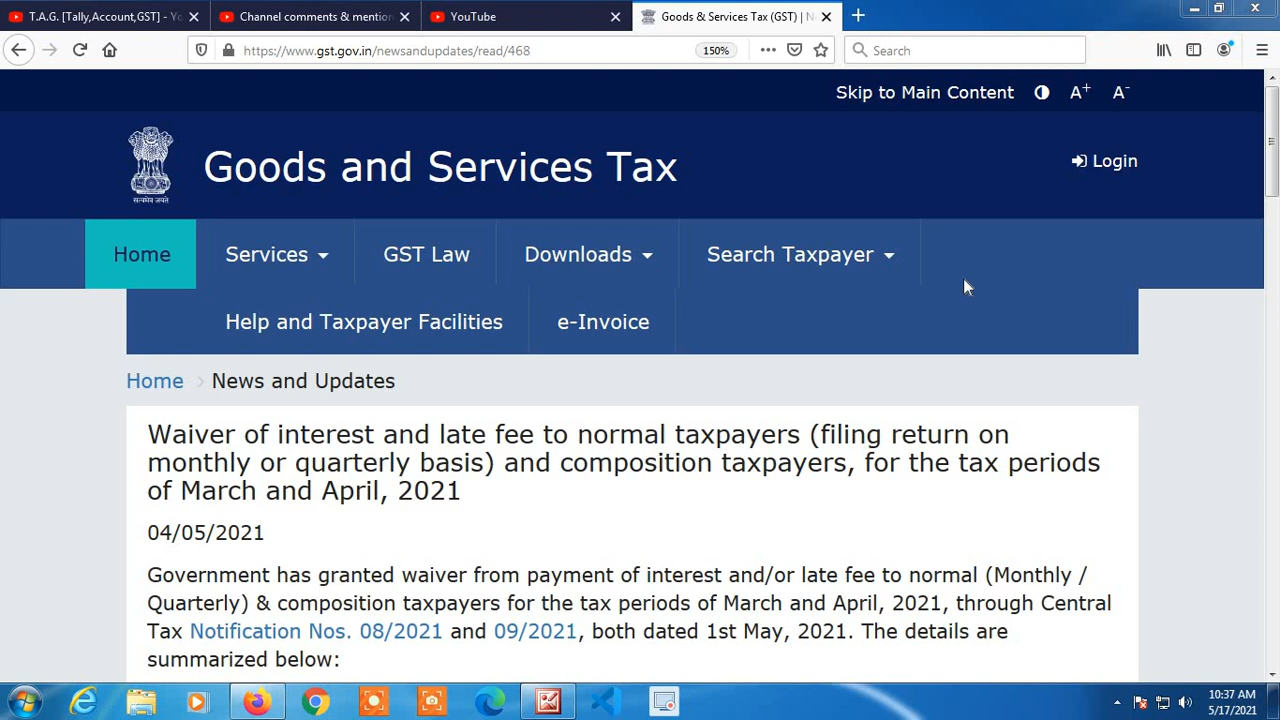 T.A.G. [Tally,Account,GST] - Yo
Channel comments & mention
YouTube
Goods & Services Tax (GST) | N
https://www.gst.gov.in/newsandupdates/read/468
150%
Search
Skip to Main Content
A+
A-
Goods and Services Tax
सत्यमेव जयते
Login
Home
Services
GST Law
Downloads
Search Taxpayer
Help and Taxpayer Facilities
e-Invoice
Home > News and Updates
Waiver of interest and late fee to normal taxpayers (filing return on
monthly or quarterly basis) and composition taxpayers, for the tax periods
of March and April, 2021
04/05/2021
Government has granted waiver from payment of interest and/or late fee to normal (Monthly /
Quarterly) & composition taxpayers for the tax periods of March and April, 2021, through Central
Tax Notification Nos. 08/2021 and 09/2021, both dated 1st May, 2021. The details are
summarized below:
10:37 AM
5/17/2021